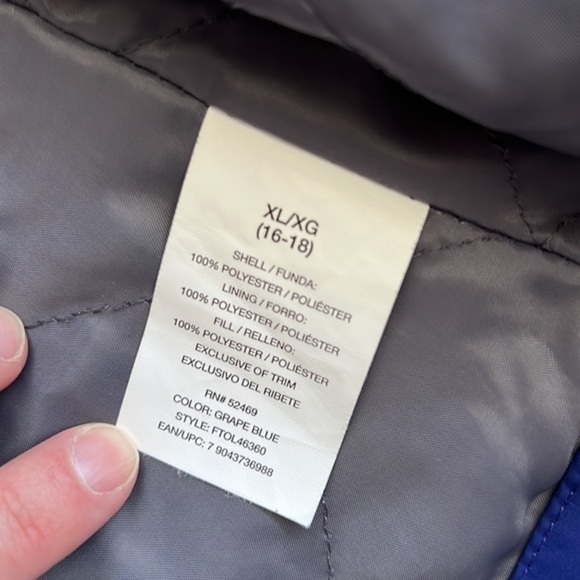 XL/XG
(16-18)
SHELL / FUNDA:
100% POLYESTER / POLIÉSTER
LINING / FORRO:
100% POLYESTER / POLIÉSTER
FILL / RELLENO:
100% POLYESTER / POLIÉSTER
EXCLUSIVE OF TRIM
EXCLUSIVO DEL RIBETE
RN# 52469
COLOR: GRAPE BLUE
STYLE: FTOL46360
EAN/UPC: 7 9043736988